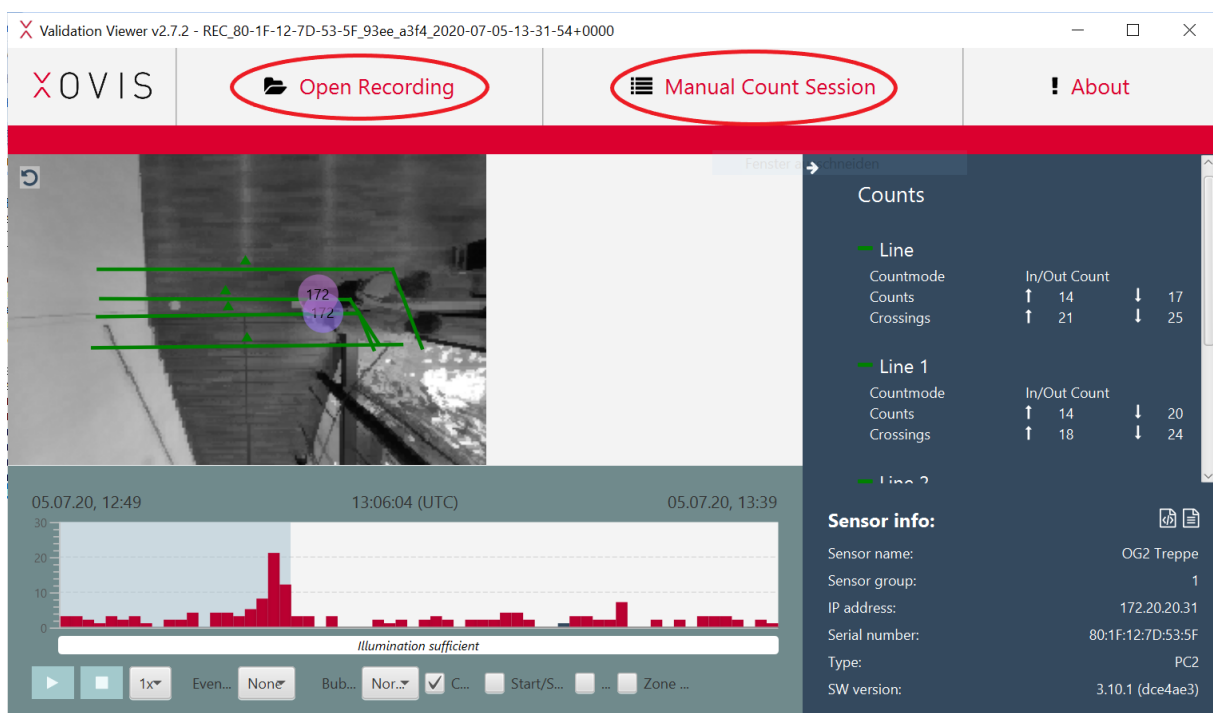 Validation Viewer v2.7.2 - REC_80-1F-12-7D-53-5F_93ee_a3f4_2020-07-05-13-31-54+0000
XOVIS
Open Recording
Manual Count Session
About
Fenster ausschneiden
172
172
Counts
Line
Countmode In/Out Count
Counts 14 17
Crossings 21 25
Line 1
Countmode In/Out Count
Counts 14 20
Crossings 18 24
Line 2
05.07.20, 12:49 13:06:04 (UTC) 05.07.20, 13:39
30
20
10
0
Illumination sufficient
1x Even... None Bub... Nor... C... Start/S... ... Zone ...
Sensor info:
Sensor name: OG2 Treppe
Sensor group: 1
IP address: 172.20.20.31
Serial number: 80:1F:12:7D:53:5F
Type: PC2
SW version: 3.10.1 (dce4ae3)